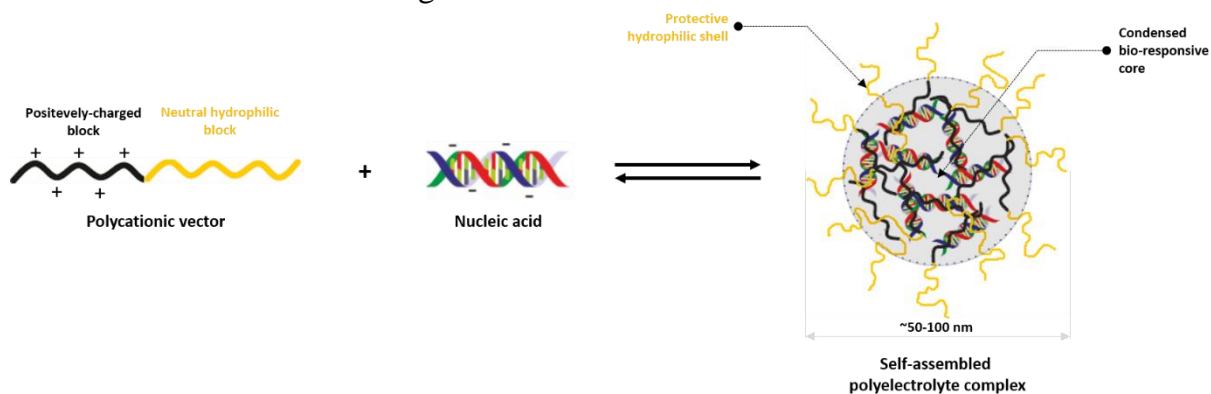 Protective
hydrophilic shell
Condensed
bio-responsive
core
Positevely-charged
block
Neutral hydrophilic
block
+ + +
+ +
+
- -
- -
Polycationic vector
Nucleic acid
~50-100 nm
Self-assembled
polyelectrolyte complex